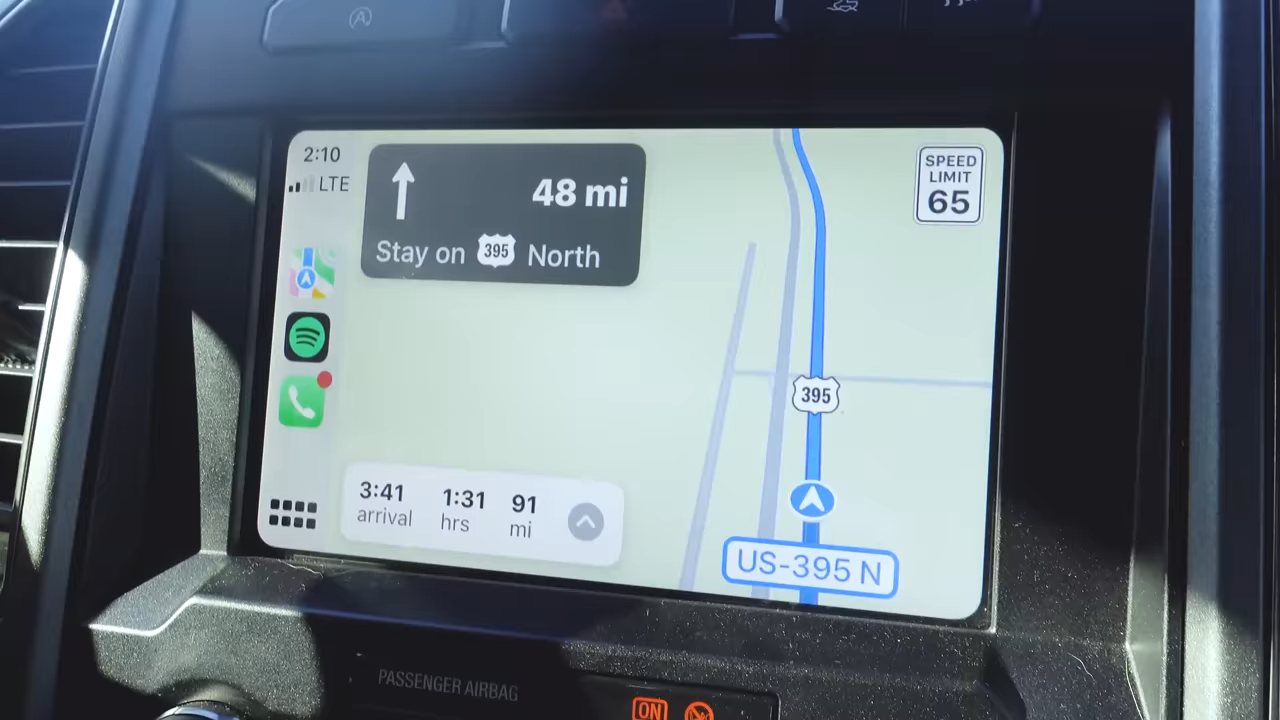 2:10
LTE
48 mi
Stay on 395 North
SPEED
LIMIT
65
395
3:41 1:31 91
arrival hrs mi
US-395 N
PASSENGER AIRBAG
ON